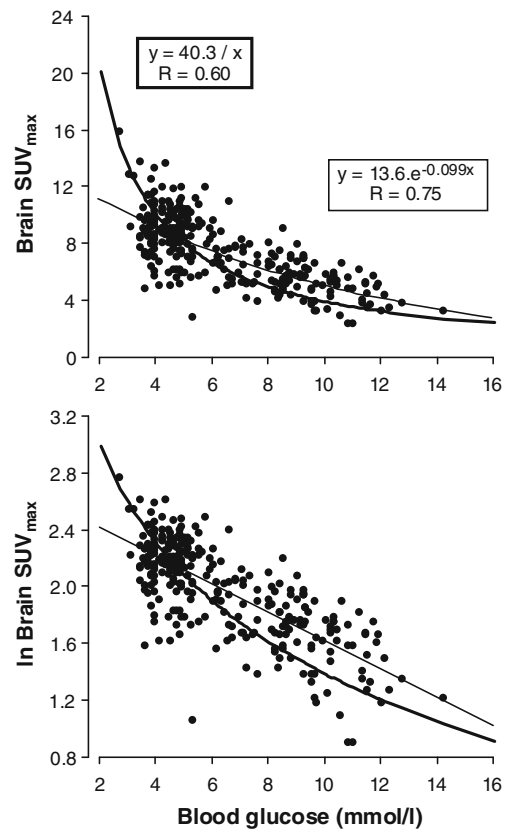 24
20
16
12
8
4
0
Brain SUVmax
y = 40.3 / x
R = 0.60
y = 13.6.e-0.099x
R = 0.75
2 4 6 8 10 12 14 16
3.2
2.8
2.4
2.0
1.6
1.2
0.8
ln Brain SUVmax
2 4 6 8 10 12 14 16
Blood glucose (mmol/l)